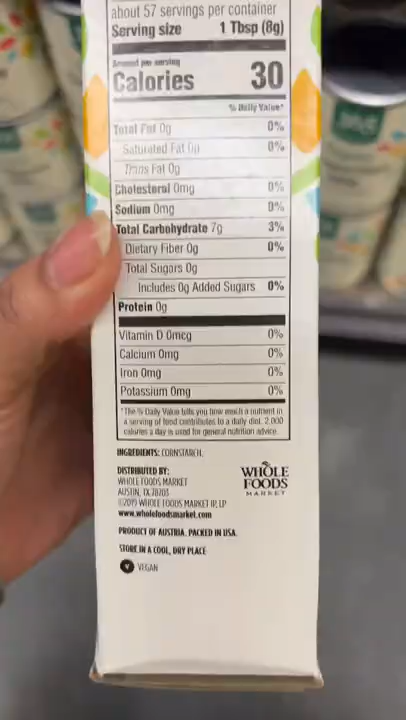 about 57 servings per container
Serving size 1 Tbsp (8g)
Amount per serving
Calories 30
% Daily Value*
Total Fat 0g 0%
Saturated Fat 0g 0%
Trans Fat 0g
Cholesterol 0mg 0%
Sodium 0mg 0%
Total Carbohydrate 7g 3%
Dietary Fiber 0g 0%
Total Sugars 0g
Includes 0g Added Sugars 0%
Protein 0g
Vitamin D 0mcg 0%
Calcium 0mg 0%
Iron 0mg 0%
Potassium 0mg 0%
*The % Daily Value tells you how much a nutrient in
a serving of food contributes to a daily diet. 2,000
calories a day is used for general nutrition advice.
INGREDIENTS: CORNSTARCH.
DISTRIBUTED BY:
WHOLE FOODS MARKET
AUSTIN, TX 78703
©2019 WHOLE FOODS MARKET IP, LP
www.wholefoodsmarket.com
WHOLE
FOODS
MARKET
PRODUCT OF AUSTRIA. PACKED IN USA.
STORE IN A COOL, DRY PLACE
V VEGAN